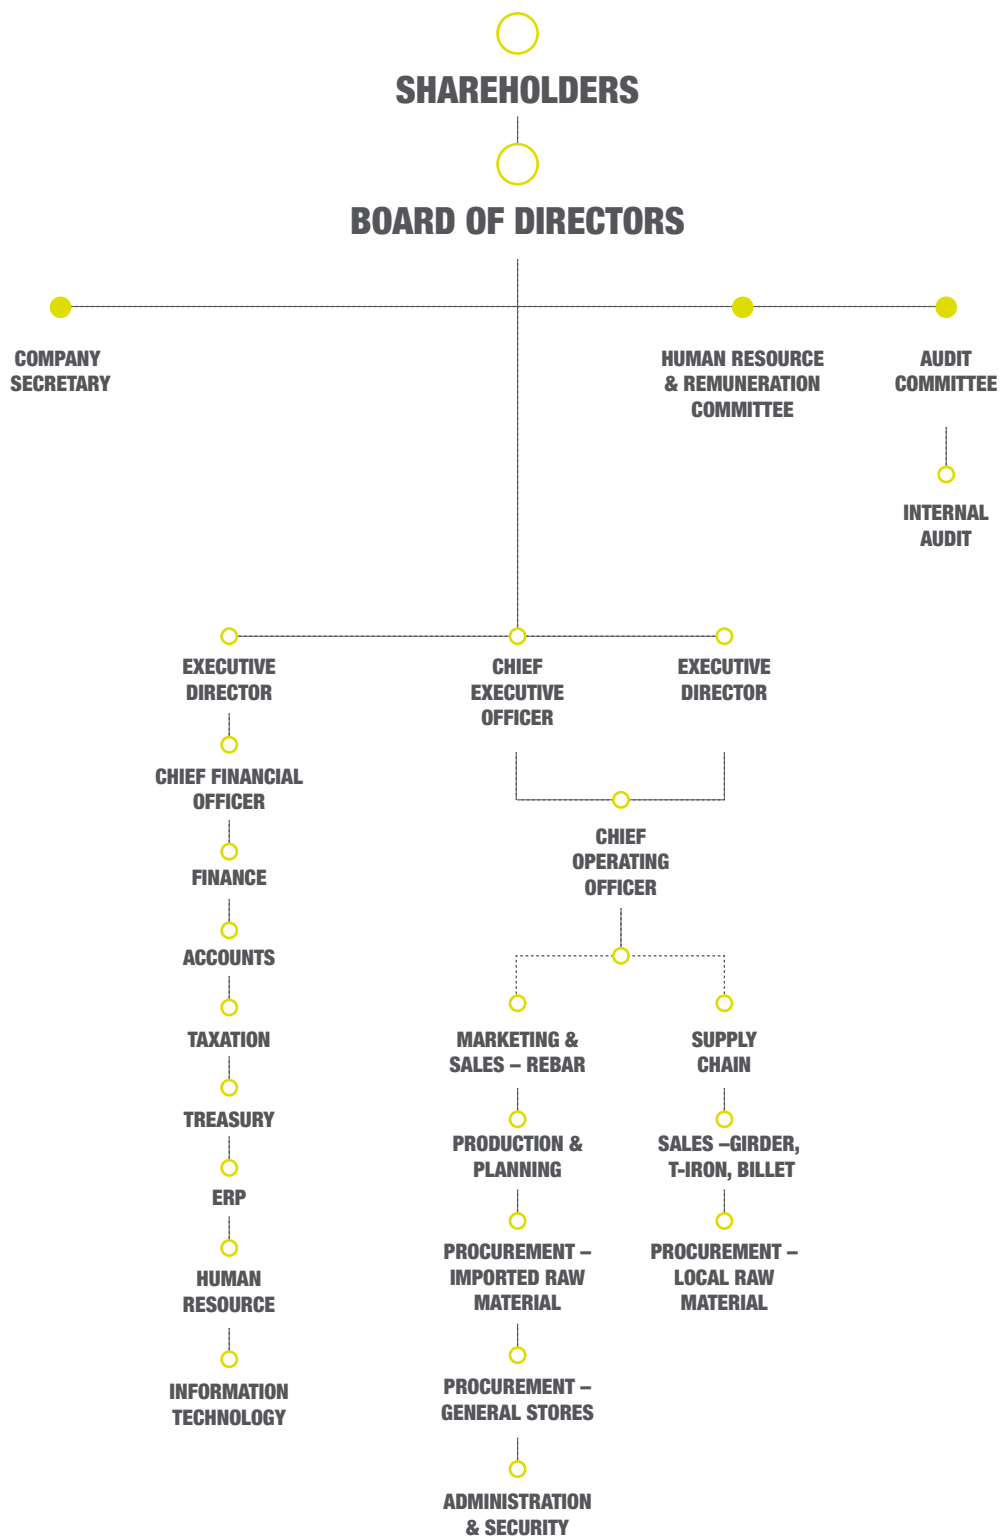 SHAREHOLDERS
BOARD OF DIRECTORS
COMPANY
SECRETARY
HUMAN RESOURCE
& REMUNERATION
COMMITTEE
AUDIT
COMMITTEE
INTERNAL
AUDIT
EXECUTIVE
DIRECTOR
CHIEF
EXECUTIVE
OFFICER
EXECUTIVE
DIRECTOR
CHIEF FINANCIAL
OFFICER
FINANCE
ACCOUNTS
TAXATION
TREASURY
ERP
HUMAN
RESOURCE
INFORMATION
TECHNOLOGY
CHIEF
OPERATING
OFFICER
MARKETING &
SALES – REBAR
PRODUCTION &
PLANNING
PROCUREMENT –
IMPORTED RAW
MATERIAL
PROCUREMENT –
GENERAL STORES
ADMINISTRATION
& SECURITY
SUPPLY
CHAIN
SALES –GIRDER,
T-IRON, BILLET
PROCUREMENT –
LOCAL RAW
MATERIAL